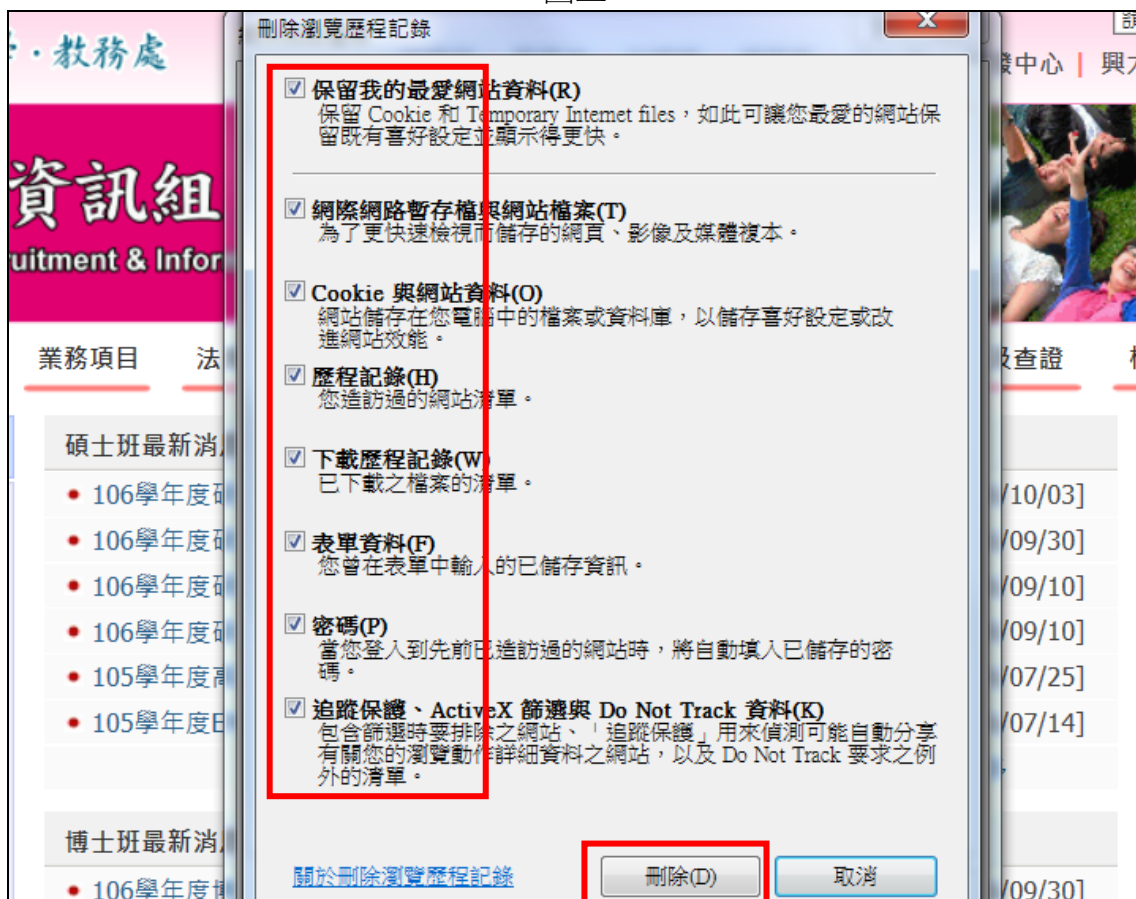 刪除瀏覽歷程記錄
·教務處
中心 |
資訊組
uitment & Infor
業務項目
法
查證
保留我的最愛網站資料(R)
保留 Cookie 和 Temporary Internet files，如此可讓您最愛的網站保
留既有喜好設定並顯示得更快。
網際網路暫存檔與網站檔案(T)
為了更快速檢視而儲存的網頁、影像及媒體複本。
Cookie 與網站資料(O)
網站儲存在您電腦中的檔案或資料庫，以儲存喜好設定或改
進網站效能。
歷程記錄(H)
您造訪過的網站清單。
下載歷程記錄(W)
已下載之檔案的清單。
表單資料(F)
您曾在表單中輸入的已儲存資訊。
密碼(P)
當您登入到先前已造訪過的網站時，將自動填入已儲存的密
碼。
追蹤保護、ActiveX 篩選與 Do Not Track 資料(K)
包含篩選時要排除之網站、「追蹤保護」用來偵測可能自動分享
有關您的瀏覽動作詳細資料之網站，以及 Do Not Track 要求之例
外的清單。
關於刪除瀏覽歷程記錄
刪除(D)
取消
碩士班最新消
106學年度
/10/03]
106學年度
/09/30]
106學年度
/09/10]
106學年度
/09/10]
105學年度
/07/25]
105學年度
/07/14]
博士班最新消
106學年度
/09/30]